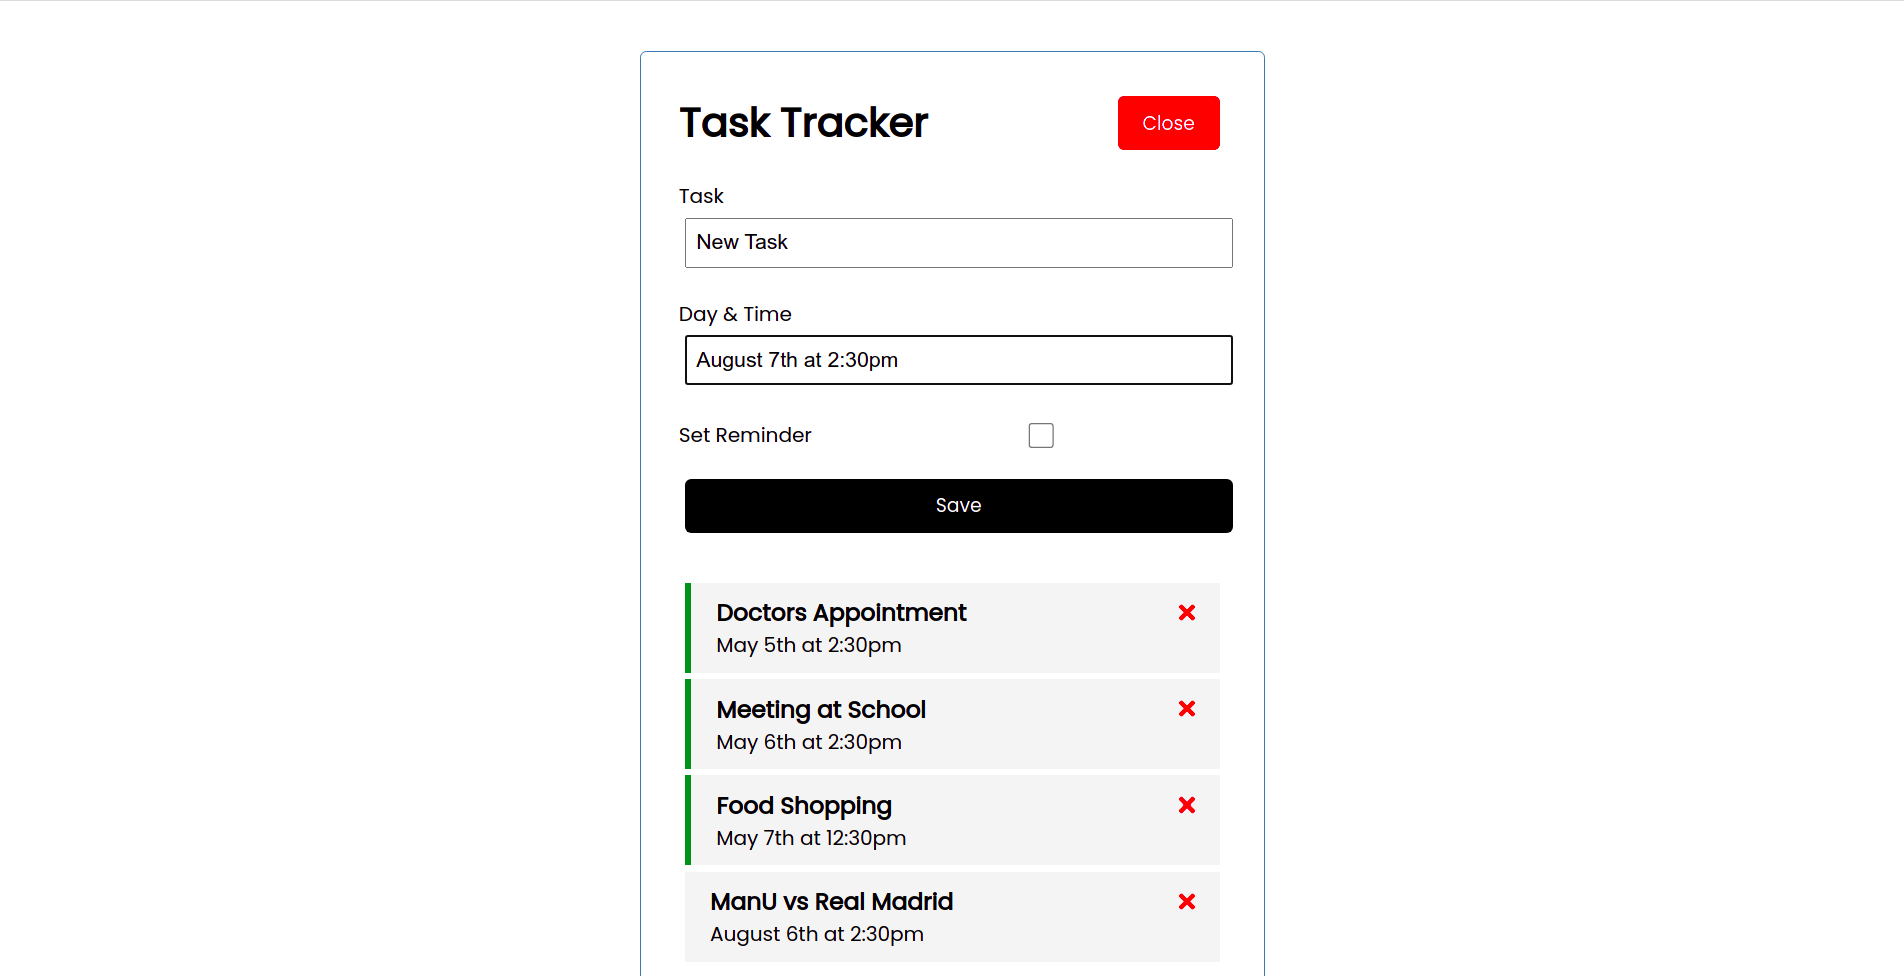 Task Tracker
Close
Task
New Task
Day & Time
August 7th at 2:30pm
Set Reminder
Save
Doctors Appointment
May 5th at 2:30pm
Meeting at School
May 6th at 2:30pm
Food Shopping
May 7th at 12:30pm
ManU vs Real Madrid
August 6th at 2:30pm